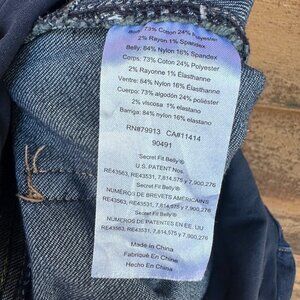 Body: 73% Cotton 24% Polyester
2% Rayon 1% Spandex
Belly: 84% Nylon 16% Spandex
Corps: 73% Coton 24% Polyester
2% Rayonne 1% Élasthanne
Ventre: 84% Nylon 16% Élasthanne
Cuerpo: 73% algodón 24% poliéster
2% viscosa 1% elastano
Barriga: 84% nylon 16% elastano
RN#79913 CA#11414
90491
Secret Fit Belly®
U.S. PATENT Nos.
RE43563, RE43531, 7,814,575 y 7,900,276
Secret Fit Belly®
NÚMEROS DE BREVETS AMÉRICAINS
RE43563, RE43531, 7,814,575 y 7,900,276
Secret Fit Belly®
NÚMEROS DE PATENTES EN EE. UU
RE43563, RE43531, 7,814,575 y 7,900,276
Made In China
Fabriqué En Chine
Hecho En China